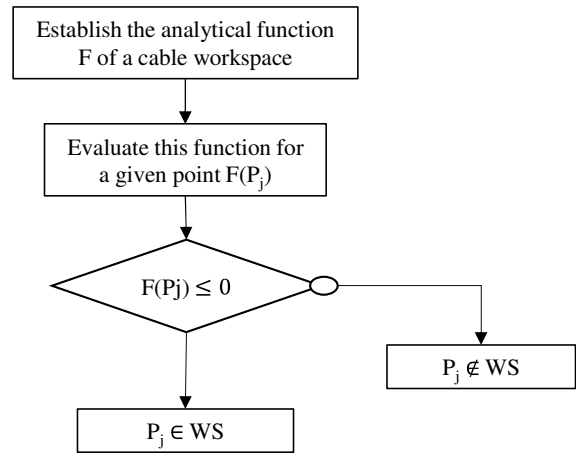 Establish the analytical function
F of a cable workspace
Evaluate this function for
a given point F(Pⱼ)
F(Pj) ≤ 0
Pⱼ ∉ WS
Pⱼ ∈ WS